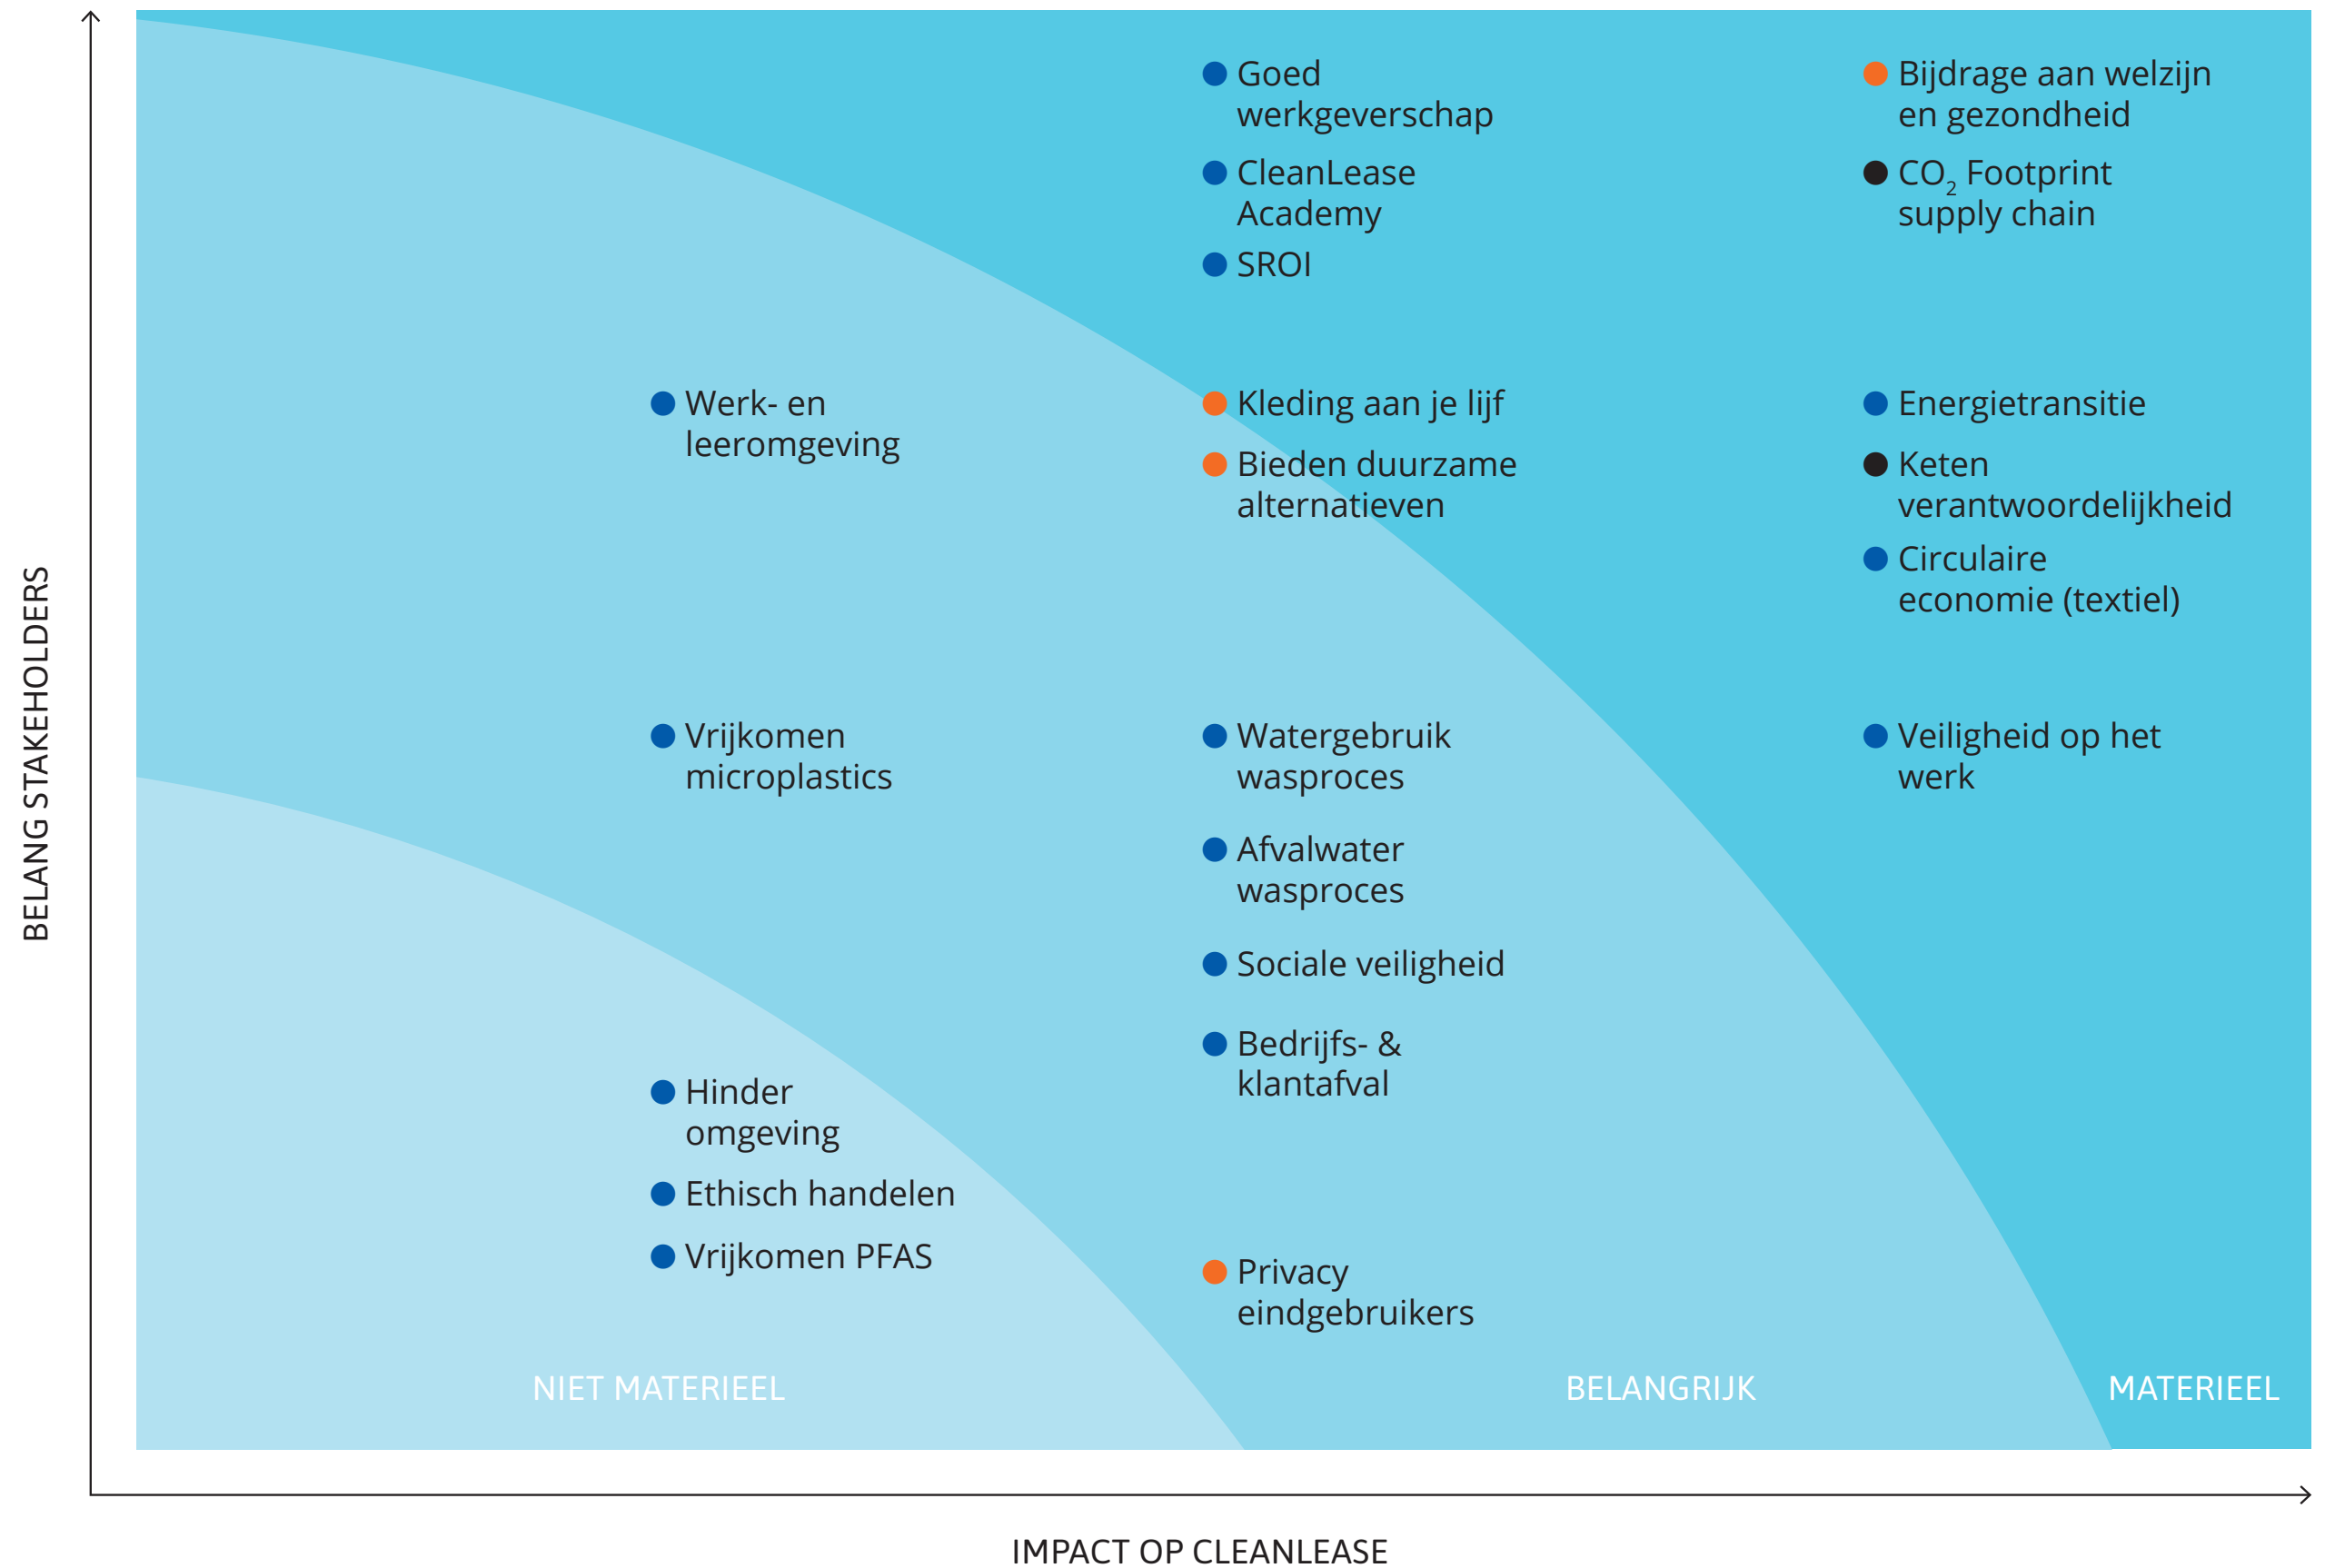 BELANG STAKEHOLDERS
Goed
werkgeverschap
CleanLease
Academy
SROI
Bijdrage aan welzijn
en gezondheid
CO₂ Footprint
supply chain
Werk- en
leeromgeving
Kleding aan je lijf
Bieden duurzame
alternatieven
Energietransitie
Keten
verantwoordelijkheid
Circulaire
economie (textiel)
Vrijkomen
microplastics
Watergebruik
wasproces
Afvalwater
wasproces
Sociale veiligheid
Bedrijfs- &
klantafval
Veiligheid op het
werk
Hinder
omgeving
Ethisch handelen
Vrijkomen PFAS
Privacy
eindgebruikers
NIET MATERIEEL
BELANGRIJK
MATERIEEL
IMPACT OP CLEANLEASE